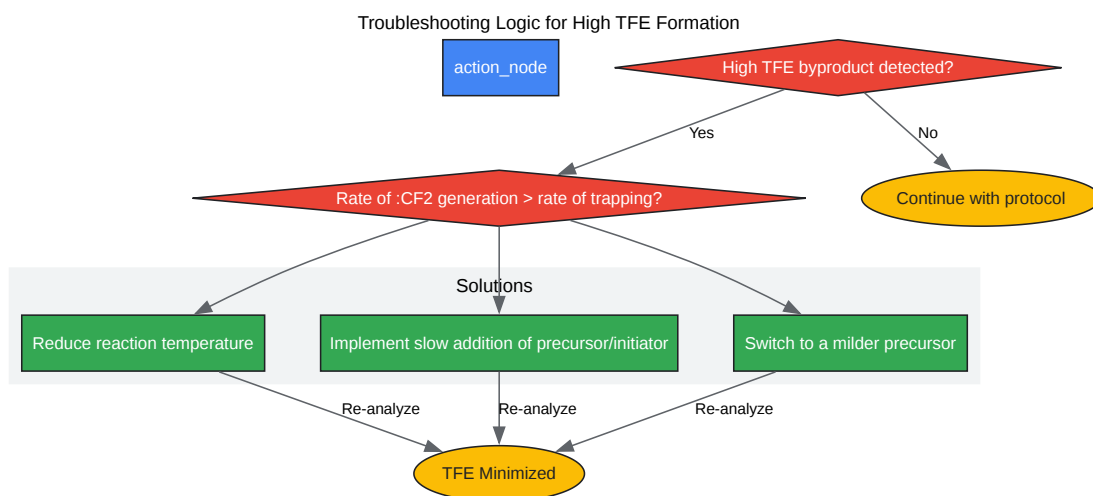 Troubleshooting Logic for High TFE Formation
action_node
High TFE byproduct detected?
Yes
No
Rate of :CF2 generation > rate of trapping?
Continue with protocol
Solutions
Reduce reaction temperature
Implement slow addition of precursor/initiator
Switch to a milder precursor
Re-analyze
Re-analyze
Re-analyze
TFE Minimized